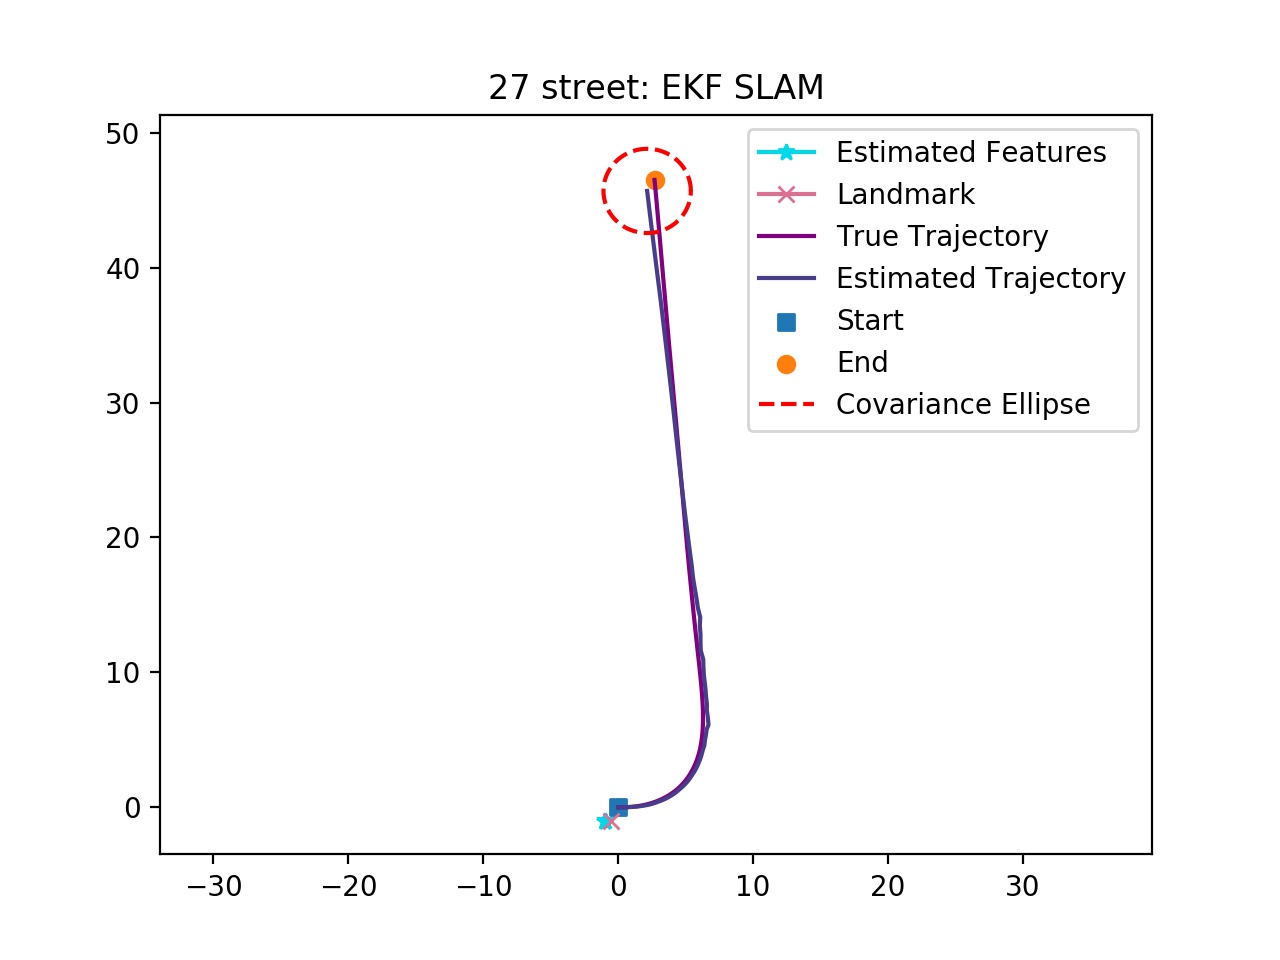 27 street: EKF SLAM
50
40
30
20
10
0
−30
−20
−10
0
10
20
30
Estimated Features
Landmark
True Trajectory
Estimated Trajectory
Start
End
Covariance Ellipse